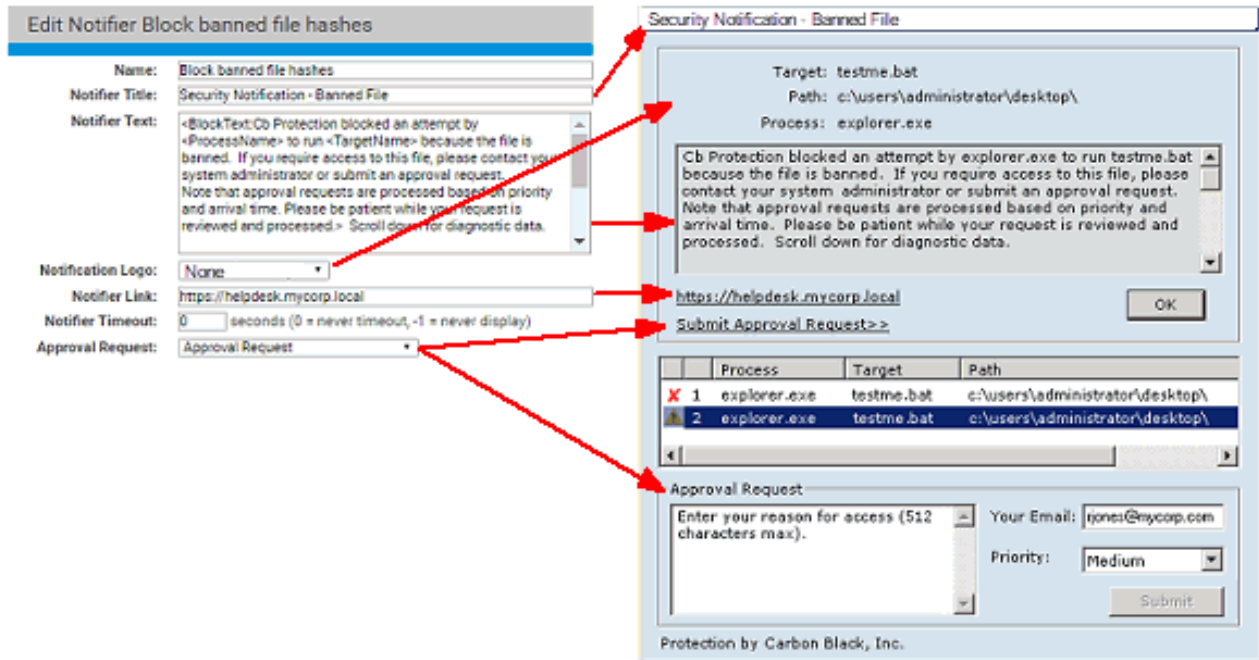 Edit Notifier Block banned file hashes
Name: Block banned file hashes
Notifier Title: Security Notification - Banned File
Notifier Text: <BlockText:Cb Protection blocked an attempt by
<ProcessName> to run <TargetName> because the file is
banned. If you require access to this file, please contact your
system administrator or submit an approval request.
Note that approval requests are processed based on priority
and arrival time. Please be patient while your request is
reviewed and processed.> Scroll down for diagnostic data.
Notification Logo: None
Notifier Link: https://helpdesk.mycorp.local
Notifier Timeout: 0 seconds (0 = never timeout, -1 = never display)
Approval Request: Approval Request
Security Notification - Banned File
Target: testme.bat
Path: c:\users\administrator\desktop\
Process: explorer.exe
Cb Protection blocked an attempt by explorer.exe to run testme.bat
because the file is banned. If you require access to this file, please
contact your system administrator or submit an approval request.
Note that approval requests are processed based on priority and
arrival time. Please be patient while your request is reviewed and
processed. Scroll down for diagnostic data.
https://helpdesk.mycorp.local
OK
Submit Approval Request>>
Process Target Path
1 explorer.exe testme.bat c:\users\administrator\desktop\
2 explorer.exe testme.bat c:\users\administrator\desktop\
Approval Request
Enter your reason for access (512
characters max).
Your Email: rjones@mycorp.com
Priority: Medium
Submit
Protection by Carbon Black, Inc.